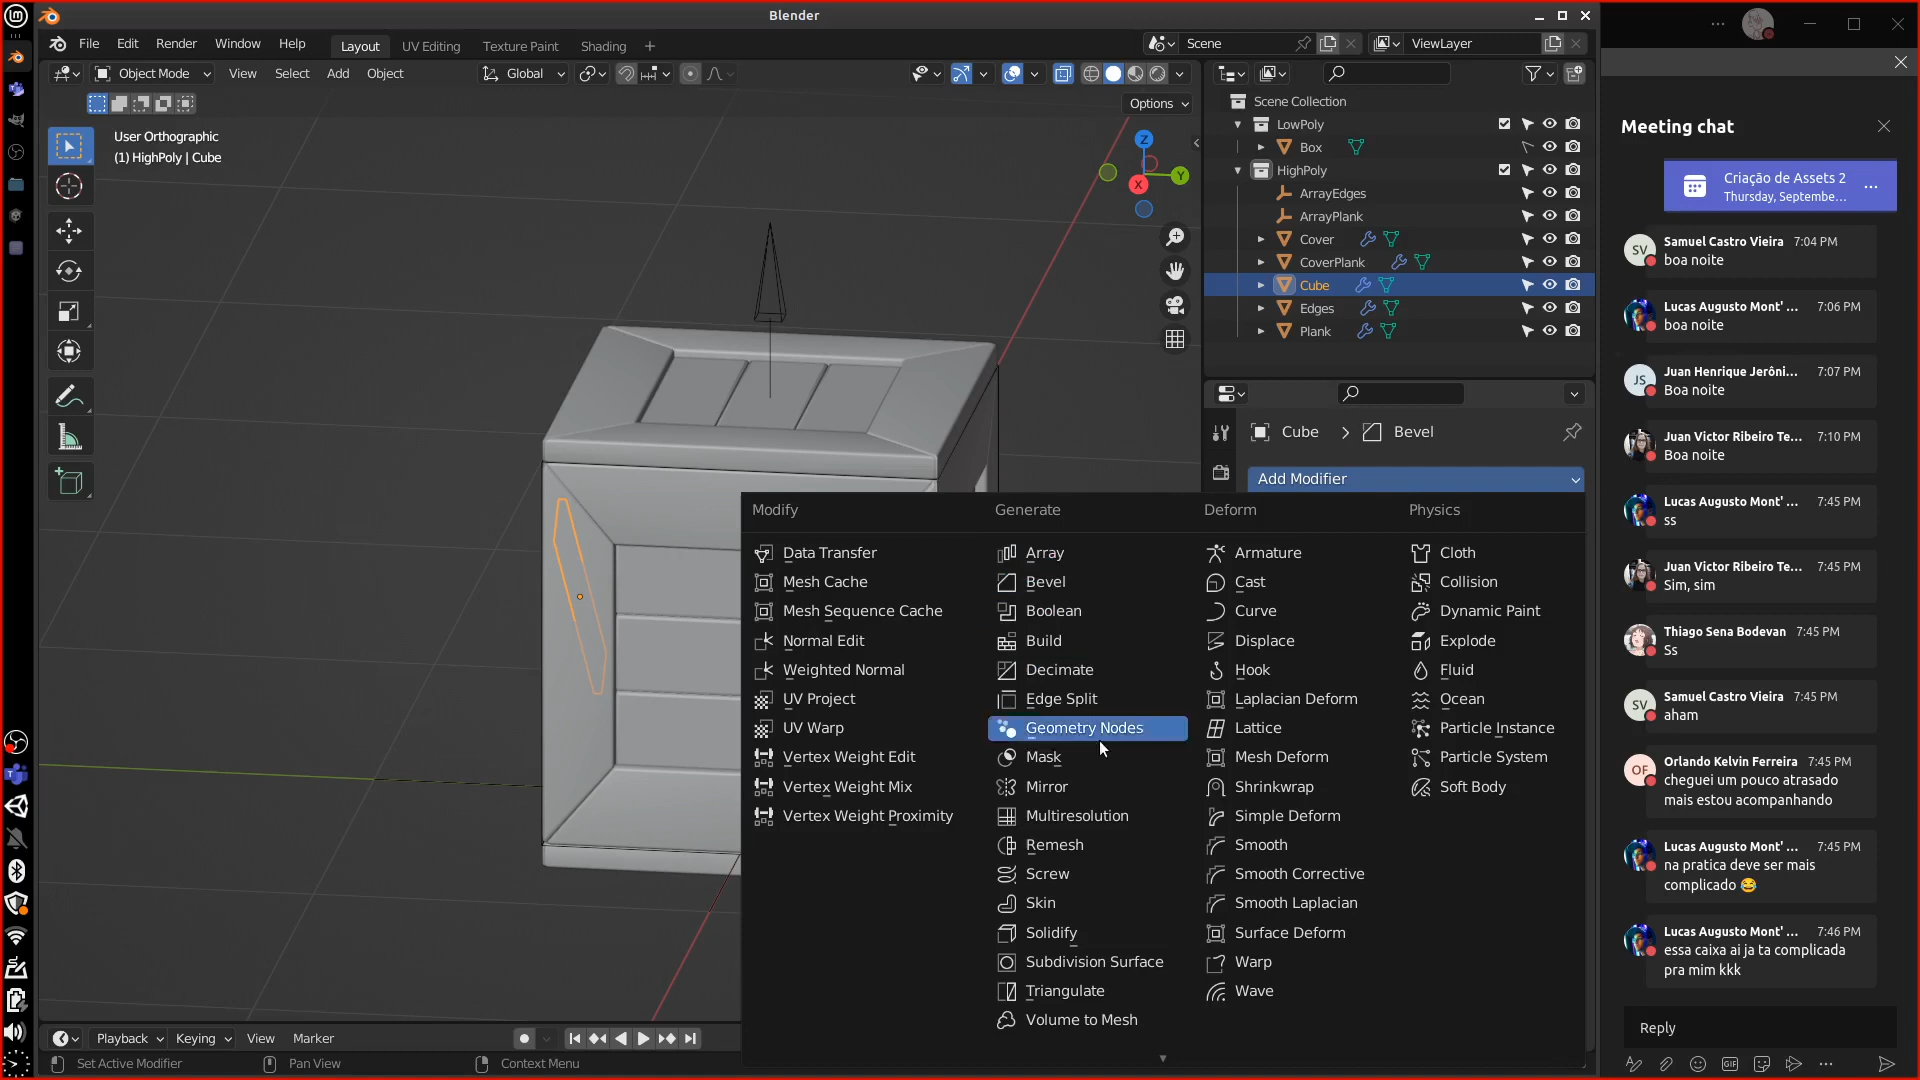 Blender
File Edit Render Window Help
Layout UV Editing Texture Paint Shading +
Scene
ViewLayer
Object Mode View Select Add Object
Global
Options
User Orthographic
(1) HighPoly | Cube
Z
Y
X
Scene Collection
LowPoly
Box
HighPoly
ArrayEdges
ArrayPlank
Cover
CoverPlank
Cube
Edges
Plank
Cube > Bevel
Add Modifier
Modify
Data Transfer
Mesh Cache
Mesh Sequence Cache
Normal Edit
Weighted Normal
UV Project
UV Warp
Vertex Weight Edit
Vertex Weight Mix
Vertex Weight Proximity
Generate
Array
Bevel
Boolean
Build
Decimate
Edge Split
Geometry Nodes
Mask
Mirror
Multiresolution
Remesh
Screw
Skin
Solidify
Subdivision Surface
Triangulate
Volume to Mesh
Deform
Armature
Cast
Curve
Displace
Hook
Laplacian Deform
Lattice
Mesh Deform
Shrinkwrap
Simple Deform
Smooth
Smooth Corrective
Smooth Laplacian
Surface Deform
Warp
Wave
Physics
Cloth
Collision
Dynamic Paint
Explode
Fluid
Ocean
Particle Instance
Particle System
Soft Body
Playback Keying View Marker
Set Active Modifier Pan View Context Menu
Meeting chat
Criação de Assets 2
Thursday, Septembe...
SV
Samuel Castro Vieira 7:04 PM
boa noite
Lucas Augusto Mont' ... 7:06 PM
boa noite
JS
Juan Henrique Jerôni... 7:07 PM
Boa noite
Juan Victor Ribeiro Te... 7:10 PM
Boa noite
Lucas Augusto Mont' ... 7:45 PM
ss
Juan Victor Ribeiro Te... 7:45 PM
Sim, sim
Thiago Sena Bodevan 7:45 PM
Ss
SV
Samuel Castro Vieira 7:45 PM
aham
OF
Orlando Kelvin Ferreira 7:45 PM
cheguei um pouco atrasado
mais estou acompanhando
Lucas Augusto Mont' ... 7:45 PM
na pratica deve ser mais
complicado 😂
Lucas Augusto Mont' ... 7:46 PM
essa caixa ai ja ta complicada
pra mim kkk
Reply
GIF